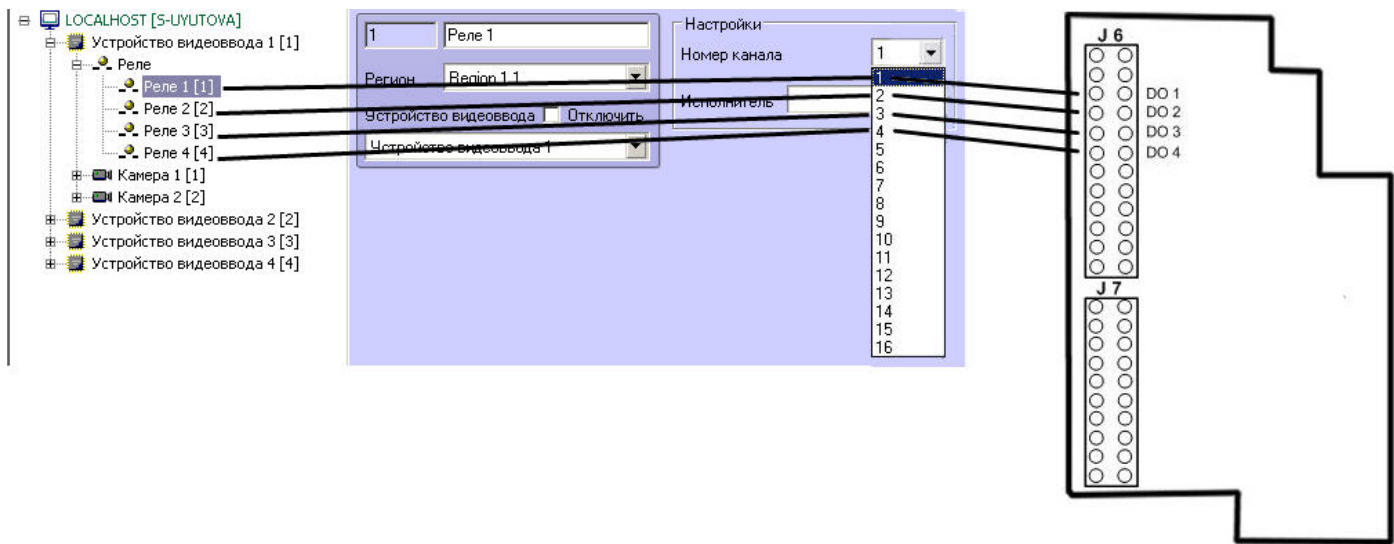 LOCALHOST [S-UYUTOVA]
Устройство видеоввода 1 [1]
Реле
Реле 1 [1]
Реле 2 [2]
Реле 3 [3]
Реле 4 [4]
Камера 1 [1]
Камера 2 [2]
Устройство видеоввода 2 [2]
Устройство видеоввода 3 [3]
Устройство видеоввода 4 [4]
1
Реле 1
Регион
Region 1.1
Устройство видеоввода
Отключить
Устройство видеоввода 1
Настройки
Номер канала
1
Исполнитель
1
2
3
4
5
6
7
8
9
10
11
12
13
14
15
16
J 6
DO 1
DO 2
DO 3
DO 4
J 7